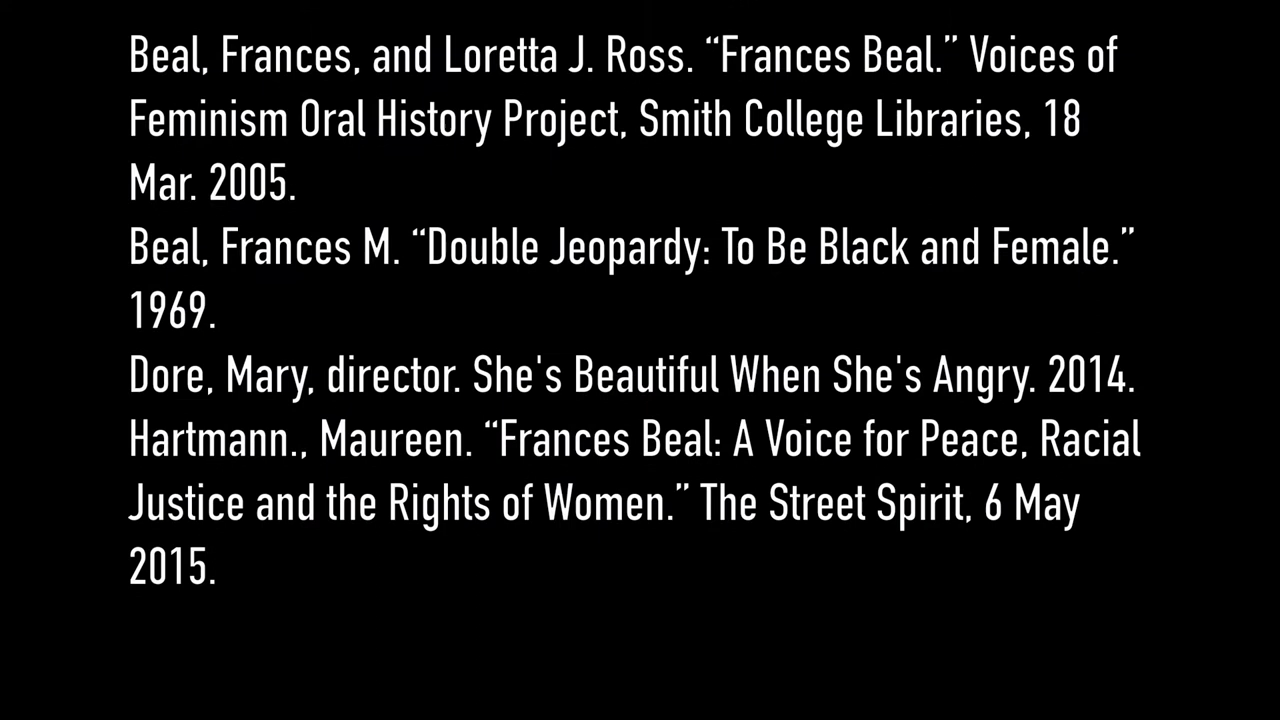 Beal, Frances, and Loretta J. Ross. “Frances Beal.” Voices of
Feminism Oral History Project, Smith College Libraries, 18
Mar. 2005.
Beal, Frances M. “Double Jeopardy: To Be Black and Female.”
1969.
Dore, Mary, director. She's Beautiful When She's Angry. 2014.
Hartmann., Maureen. “Frances Beal: A Voice for Peace, Racial
Justice and the Rights of Women.” The Street Spirit, 6 May
2015.